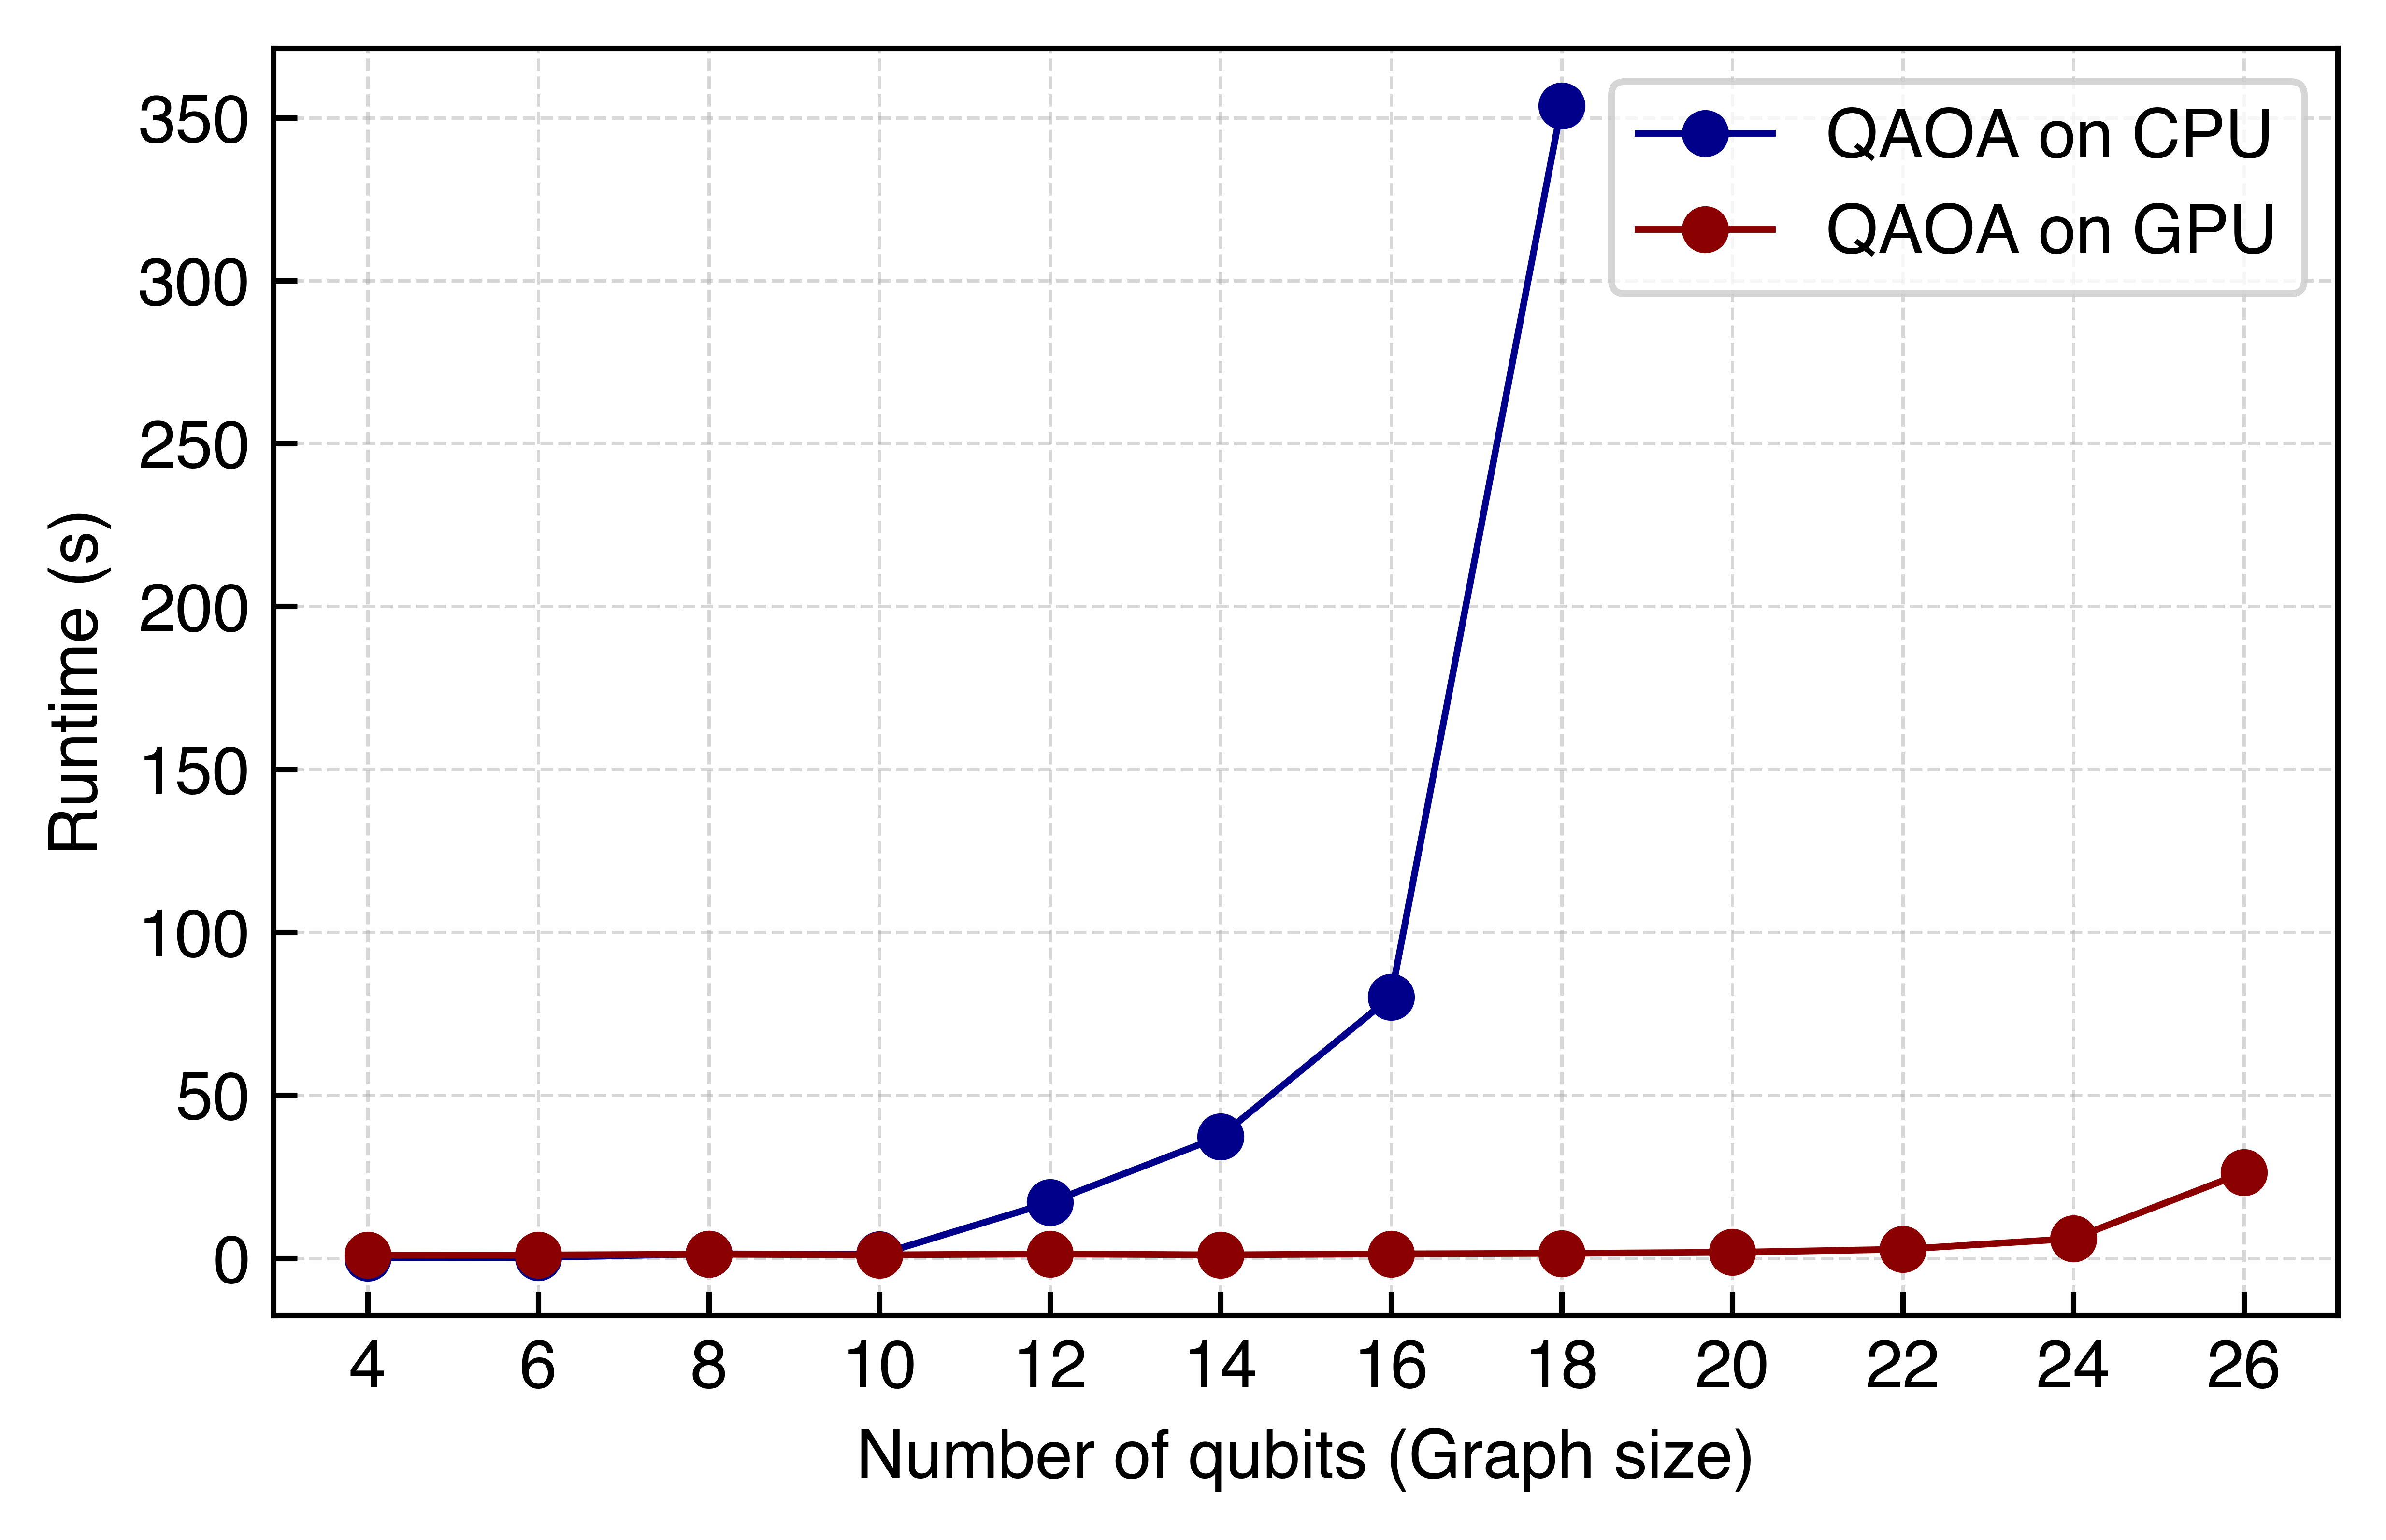 QAOA on CPU
QAOA on GPU
350
300
250
200
150
100
50
0
Runtime (s)
4 6 8 10 12 14 16 18 20 22 24 26
Number of qubits (Graph size)